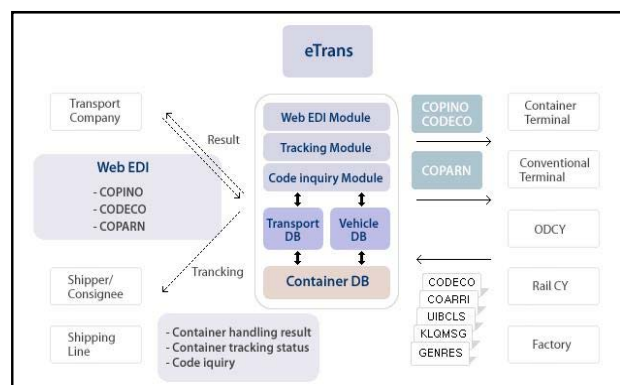 eTrans
Transport
Company
Result
Web EDI
- COPINO
- CODECO
- COPARN
Trancking
Shipper/
Consignee
Shipping
Line
- Container handling result
- Container tracking status
- Code iquiry
Web EDI Module
Tracking Module
Code inquiry Module
Transport
DB
Vehicle
DB
Container DB
COPINO
CODECO
COPARN
CODECO
COARRI
UIBCLS
KLQMSG
GENRES
Container
Terminal
Conventional
Terminal
ODCY
Rail CY
Factory